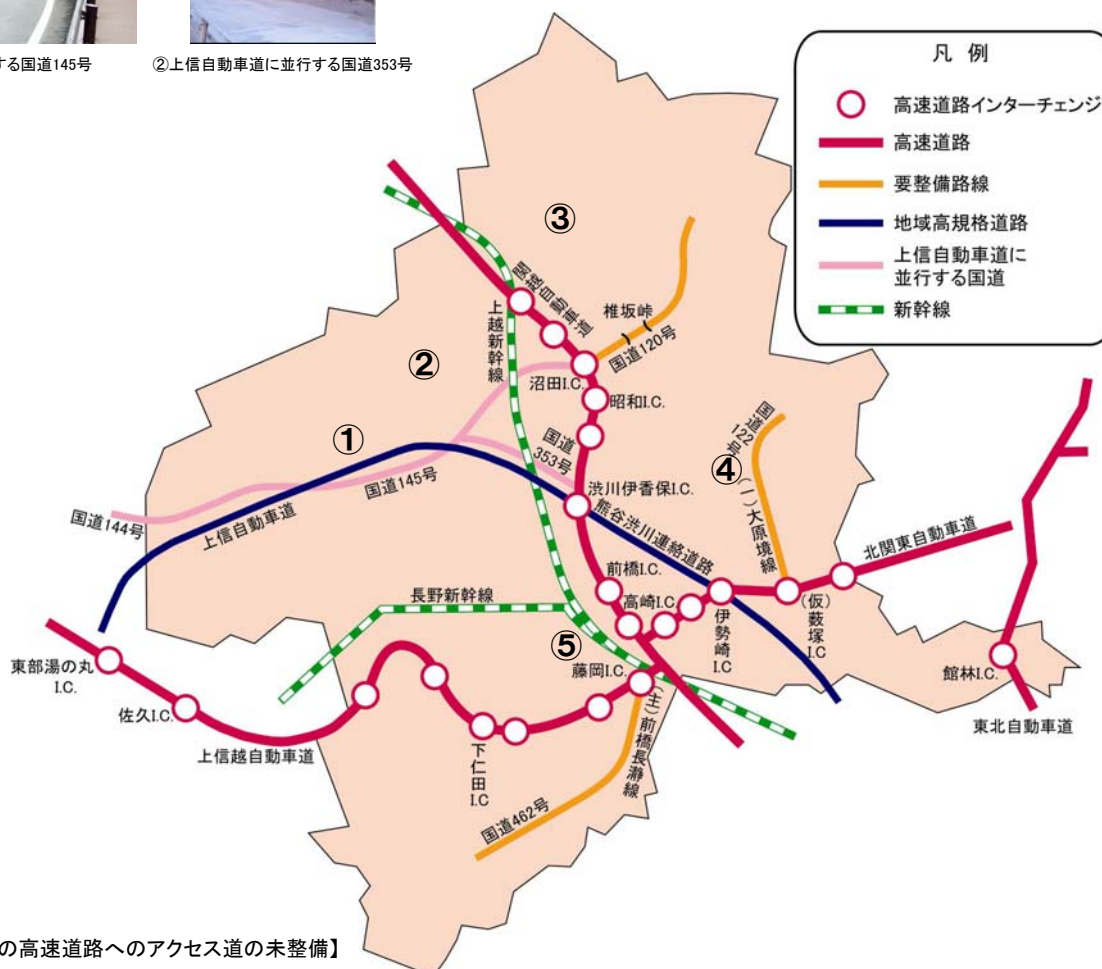 する国道145号
②上信自動車道に並行する国道353号
凡 例
高速道路インターチェンジ
高速道路
要整備路線
地域高規格道路
上信自動車道に
並行する国道
新幹線
③
関越自動車道
上越新幹線
椎坂峠
国道120号
②
沼田I.C.
昭和I.C.
①
国道
353号
国道
122号
④
(一)大原境線
国道145号
渋川伊香保I.C.
国道144号
上信自動車道
熊谷渋川連絡道路
北関東自動車道
前橋I.C.
高崎I.C.
長野新幹線
伊勢崎
I.C
(仮)
薮塚
I.C
⑤
藤岡I.C.
館林I.C.
東部湯の丸
I.C.
佐久I.C.
(主)前橋長瀞線
東北自動車道
上信越自動車道
下仁田
I.C
国道462号
の高速道路へのアクセス道の未整備】